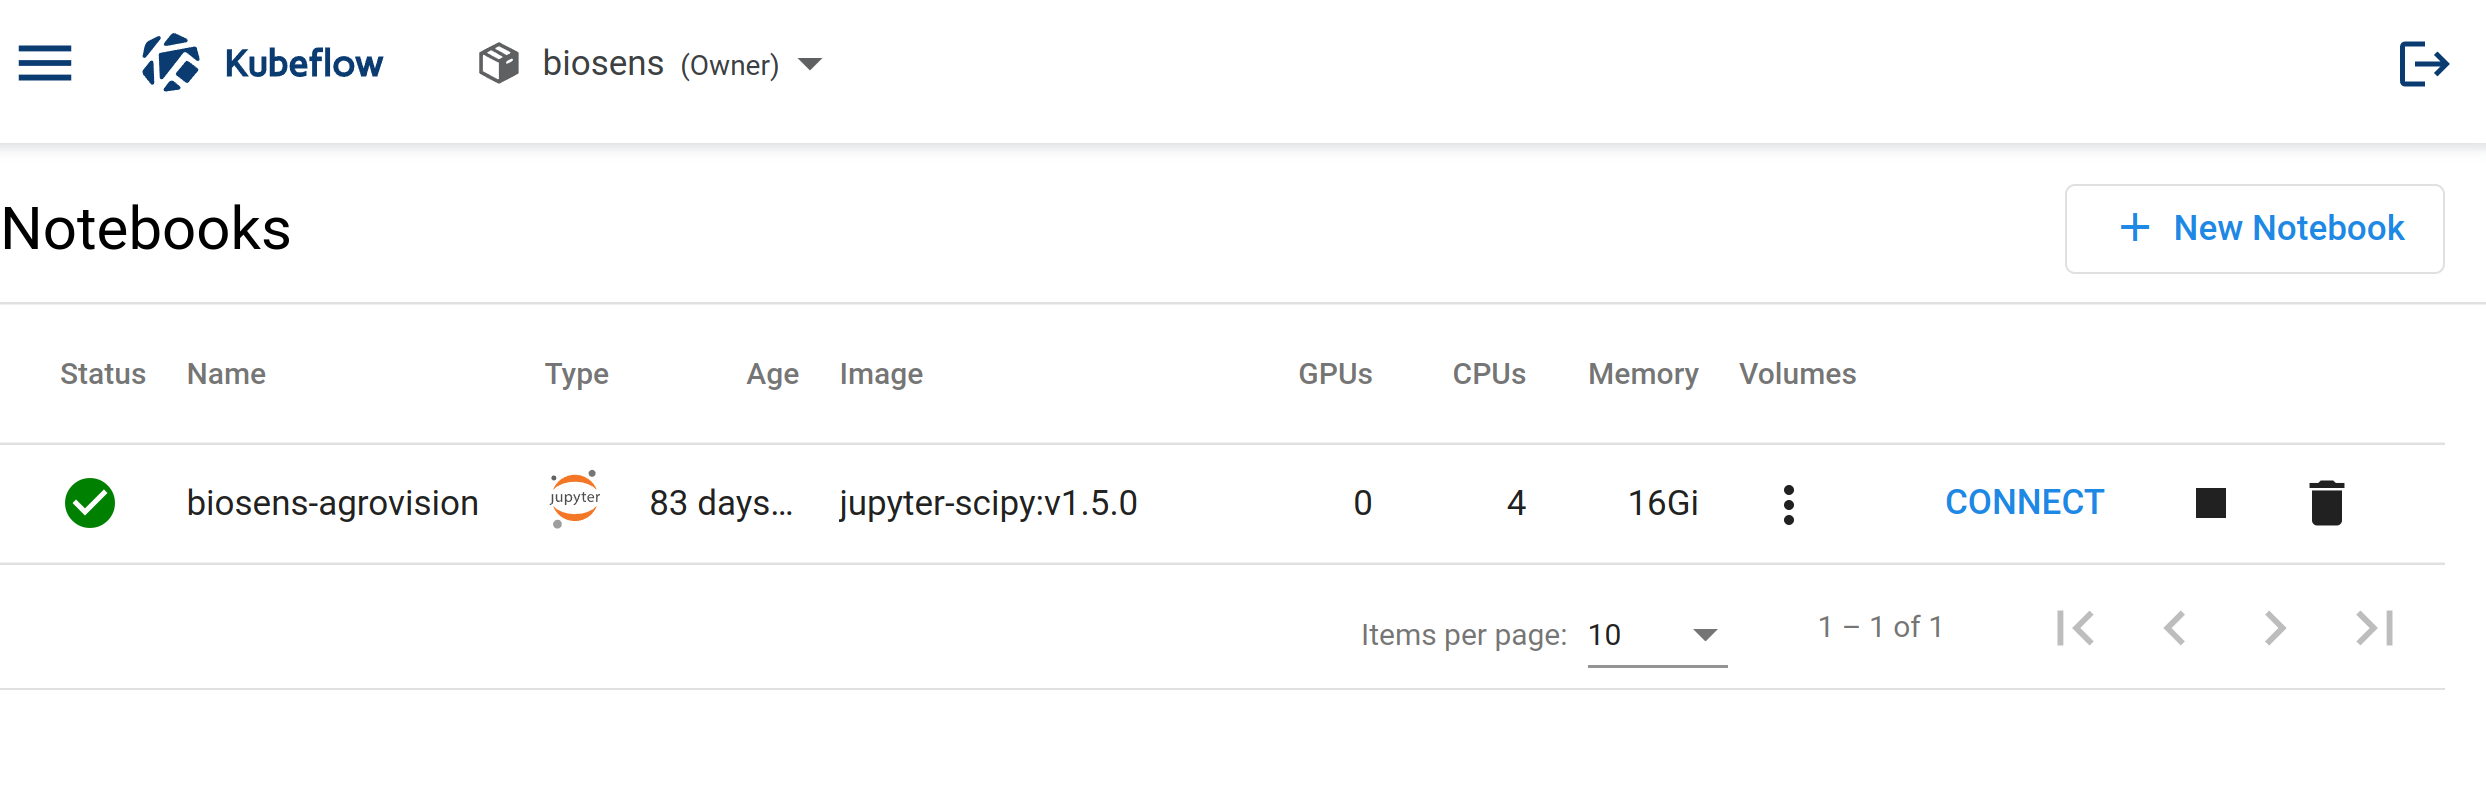 Kubeflow biosens (Owner)
Notebooks
New Notebook
Status Name Type Age Image GPUs CPUs Memory Volumes
biosens-agrovision jupyter 83 days... jupyter-scipy:v1.5.0 0 4 16Gi CONNECT
Items per page: 10 1 – 1 of 1